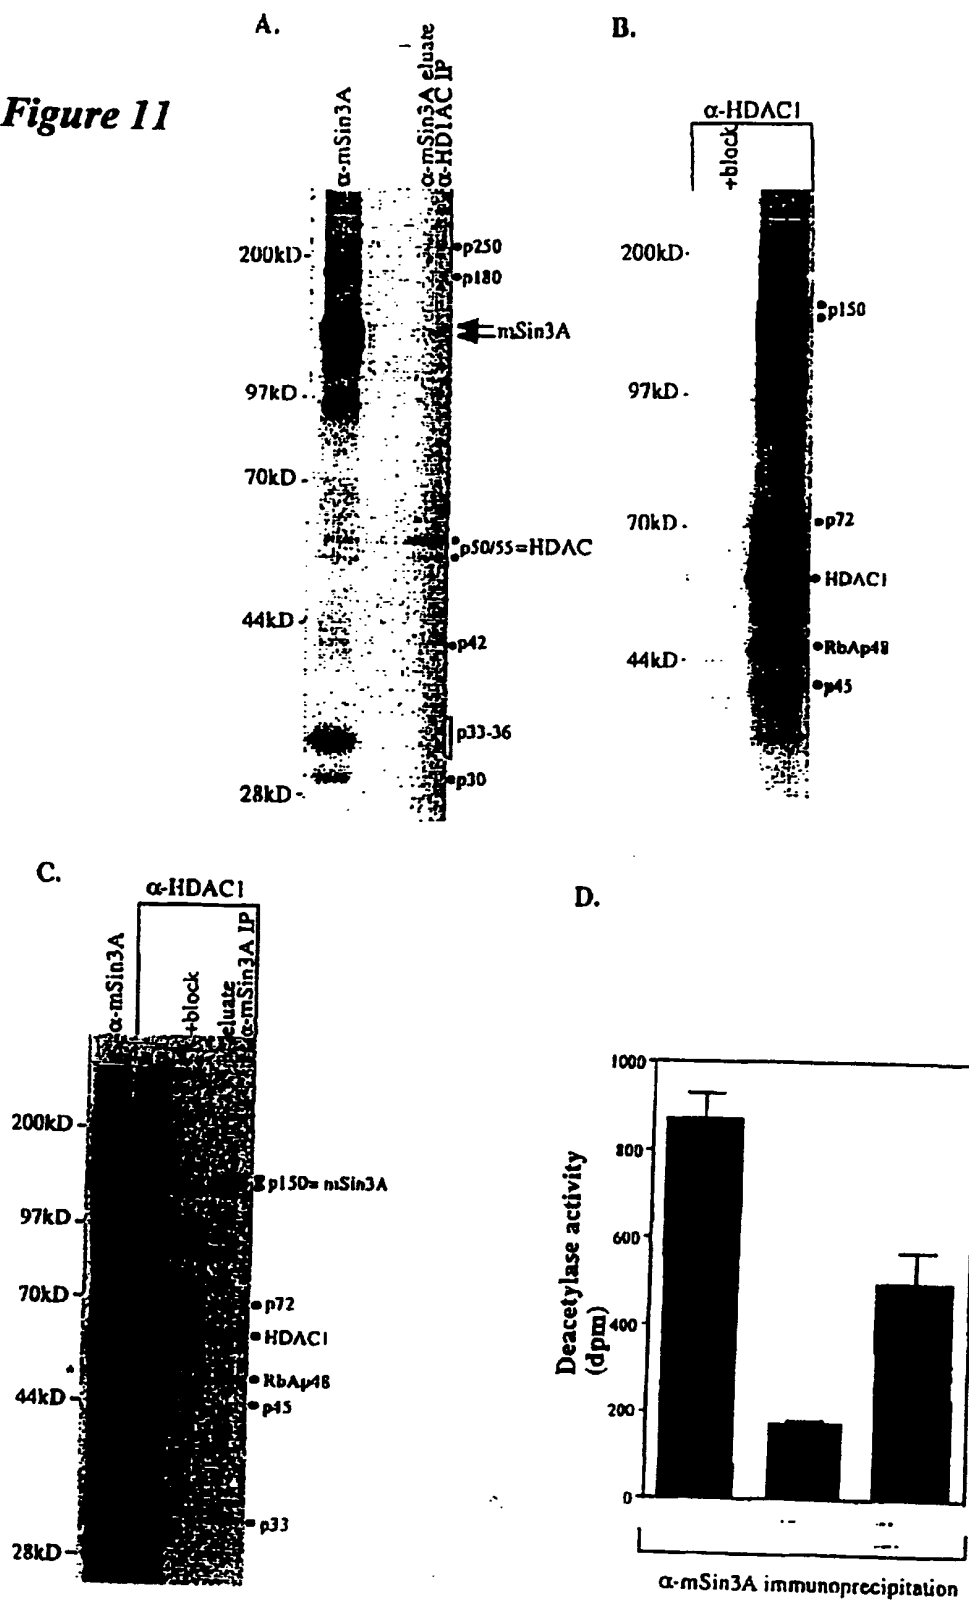 Figure 11
A.
α-mSin3A
α-mSin3A eluate
α-HD1AC IP
200kD-
97kD-
70kD-
44kD-
28kD-
p250
p180
mSin3A
p50/55=HDAC
p42
p33-36
p30
B.
α-HDAC1
+block
200kD-
97kD-
70kD-
44kD-
p150
p72
HDAC1
RbAp48
p45
C.
α-HDAC1
α-mSin3A
+block
eluate
α-mSin3A IP
200kD-
97kD-
70kD-
*
44kD-
28kD-
p150= mSin3A
p72
HDAC1
RbAp48
p45
p33
D.
Deacetylase activity
(dpm)
1000
800
600
400
200
0
α-mSin3A immunoprecipitation